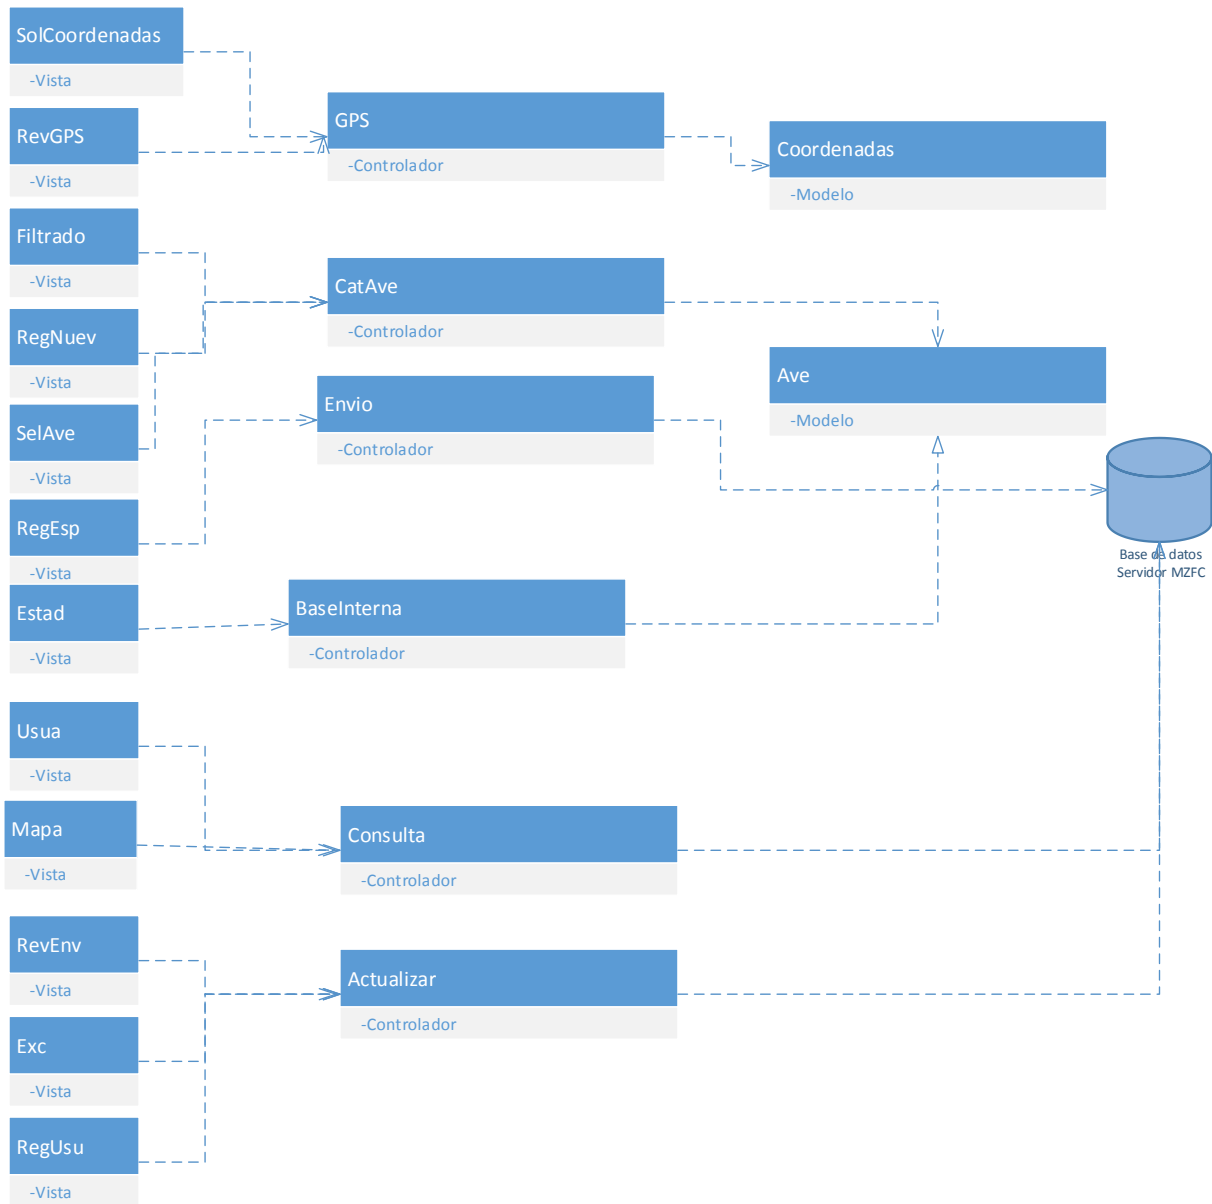 SolCoordenadas
-Vista
RevGPS
-Vista
Filtrado
-Vista
RegNuev
-Vista
SelAve
-Vista
RegEsp
-Vista
Estad
-Vista
Usua
-Vista
Mapa
-Vista
RevEnv
-Vista
Exc
-Vista
RegUsu
-Vista
GPS
-Controlador
CatAve
-Controlador
Envio
-Controlador
BaseInterna
-Controlador
Consulta
-Controlador
Actualizar
-Controlador
Coordenadas
-Modelo
Ave
-Modelo
Base de datos
Servidor MZFC